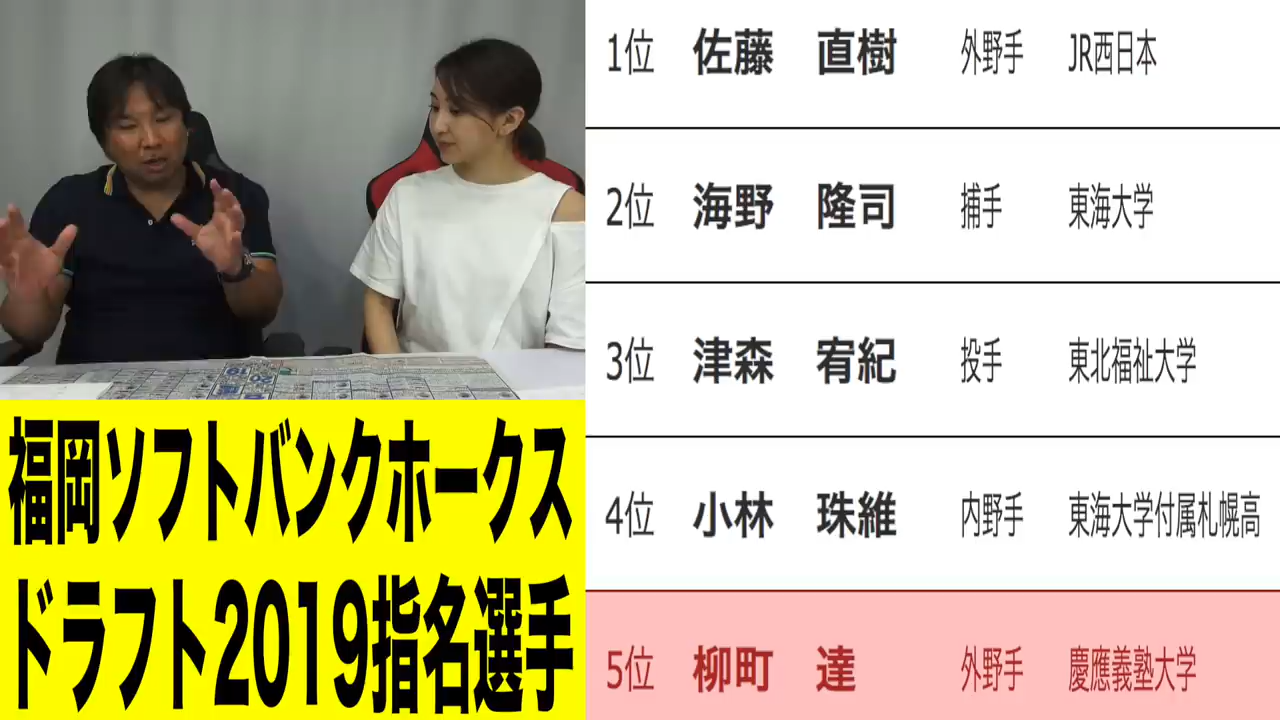 1位 佐藤 直樹 外野手 JR西日本
2位 海野 隆司 捕手 東海大学
3位 津森 宥紀 投手 東北福祉大学
4位 小林 珠維 内野手 東海大学付属札幌高
5位 柳町 達 外野手 慶應義塾大学
福岡ソフトバンクホークス
ドラフト2019指名選手